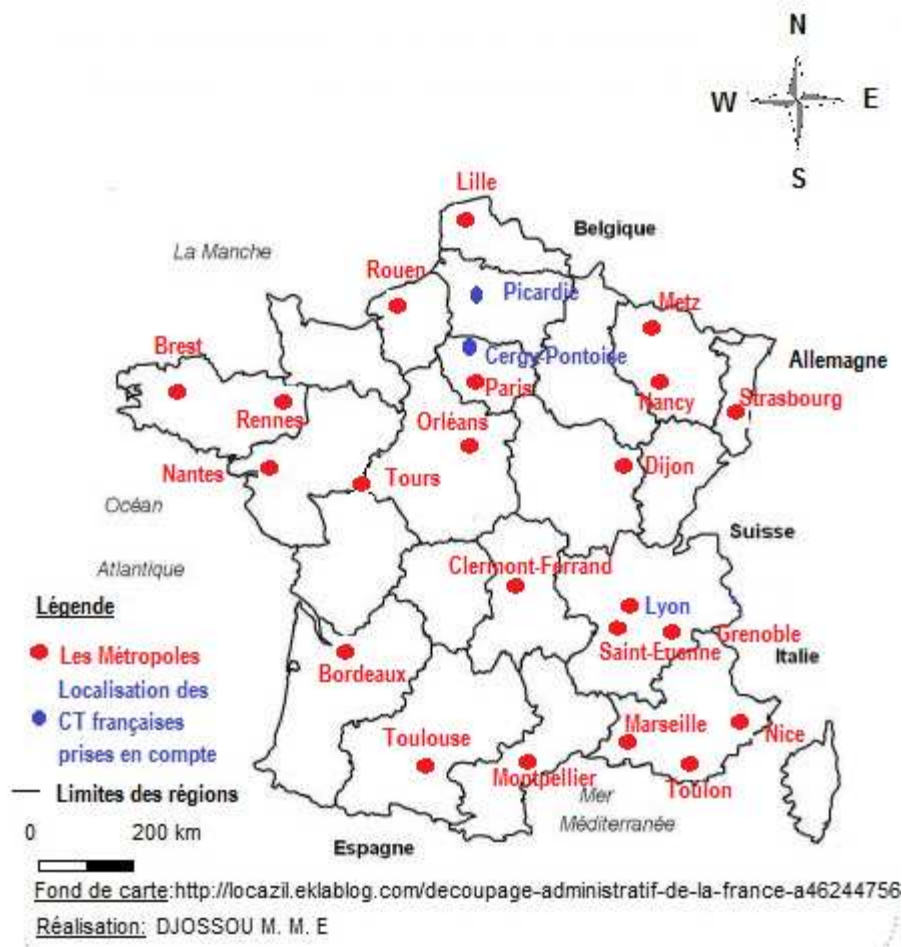 N
W E
S
Lille
Belgique
La Manche
Rouen
Picardie
Metz
Brest
Cergy-Pontoise
Allemagne
Paris
Nancy
Strasbourg
Rennes
Orléans
Nantes
Tours
Dijon
Océan
Suisse
Atlantique
Clermont-Ferrand
Légende
Lyon
Grenoble
Les Métropoles
Saint-Etienne
Italie
Bordeaux
Localisation des
CT françaises
prises en compte
Marseille
Nice
Toulouse
Montpellier
Toulon
Limites des régions
Mer
Méditerranée
0 200 km
Espagne
Fond de carte:http://locazil.eklablog.com/decoupage-administratif-de-la-france-a46244756
Réalisation: DJOSSOU M. M. E